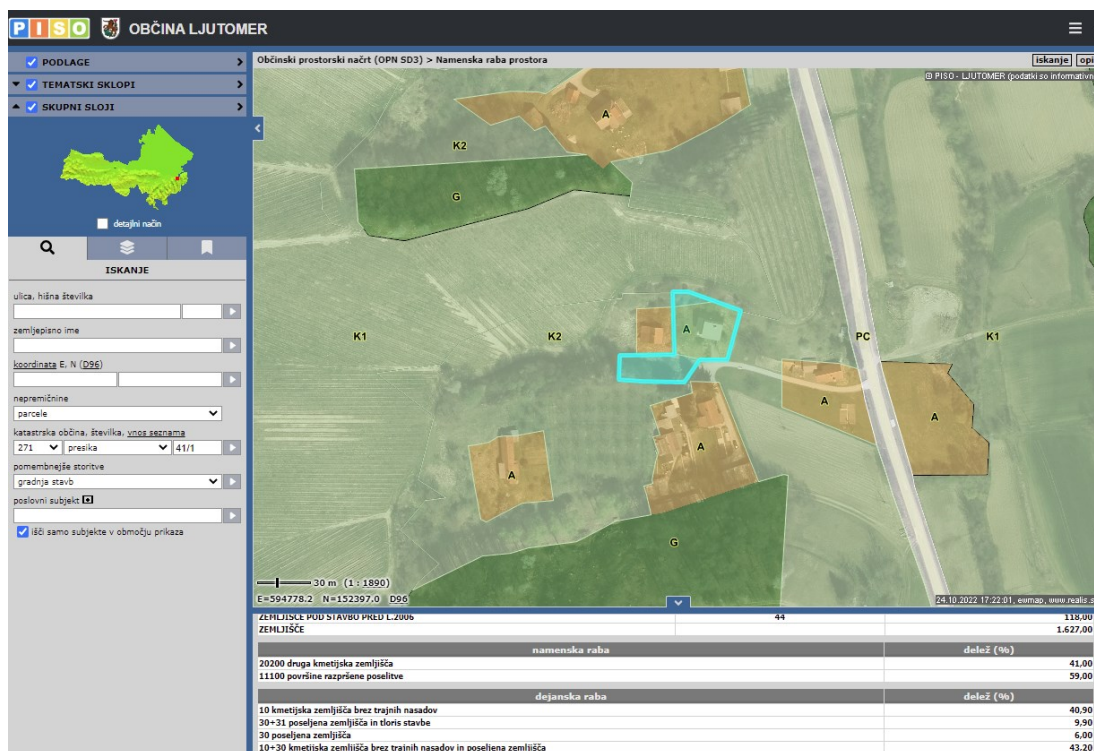 PISO OBČINA LJUTOMER
PODLAGE
TEMATSKI SKLOPI
SKUPNI SLOJI
detajlni način
ISKANJE
ulica, hišna številka
zemljepisno ime
koordinata E, N (D96)
nepremičnine
parcele
katastrska občina, številka, vnos seznama
271 presika 41/1
pomembnejše storitve
gradnja stavb
poslovni subjekt
išči samo subjekte v območju prikaza
Občinski prostorski načrt (OPN SD3) > Namenska raba prostora
iskanje opi
© PISO - LJUTOMER (podatki so informativn
A
K2
G
K1 K2 A PC K1
A
A
A
A
G
30 m (1 : 1890)
E=594778.2 N=152397.0 D96
24.10.2022 17:22:01, ewmap, www.realis.s
ZEMLJIŠČE POD STAVBO PRED L.2006 44 118,00
ZEMLJIŠČE 1.627,00
namenska raba delež (%)
20200 druga kmetijska zemljišča 41,00
11100 površine razpršene poselitve 59,00
dejanska raba delež (%)
10 kmetijska zemljišča brez trajnih nasadov 40,90
30+31 poseljena zemljišča in tloris stavbe 9,90
30 poseljena zemljišča 6,00
10+30 kmetijska zemljišča brez trajnih nasadov in poseljena zemljišča 43,20